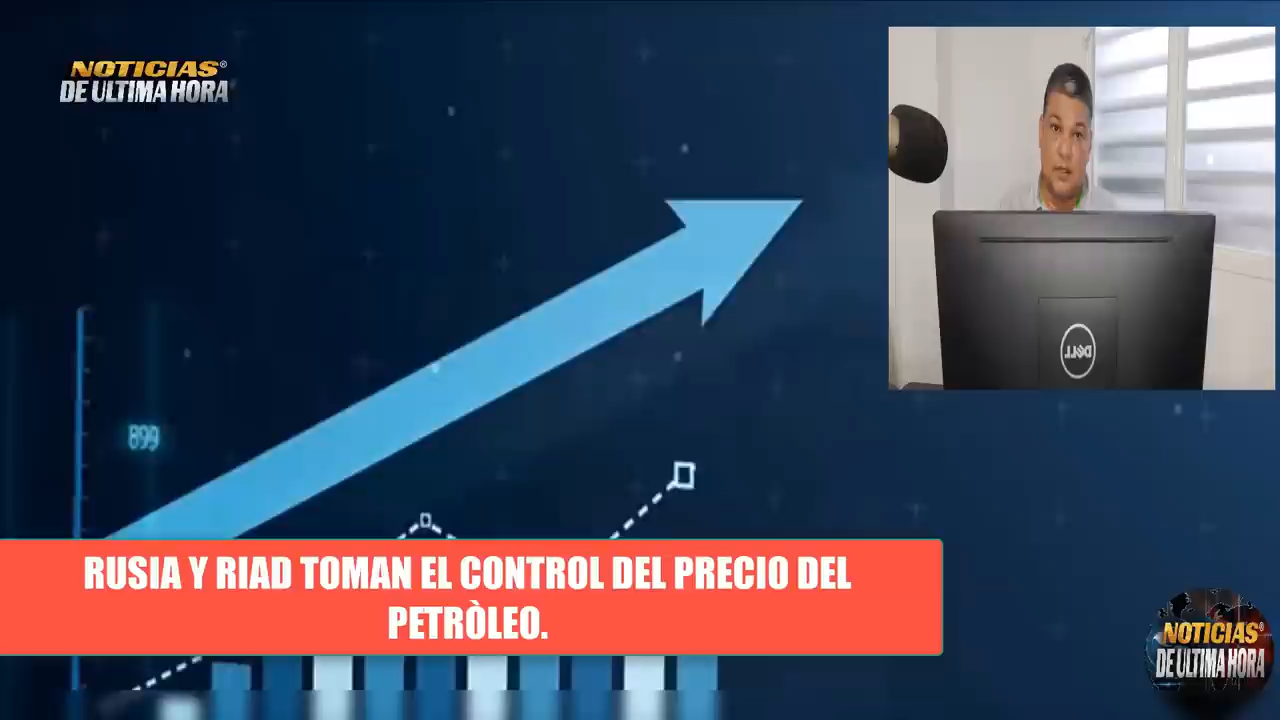 NOTICIAS®
DE ULTIMA HORA
DELL
899
RUSIA Y RIAD TOMAN EL CONTROL DEL PRECIO DEL
PETRÒLEO.
NOTICIAS®
DE ULTIMA HORA